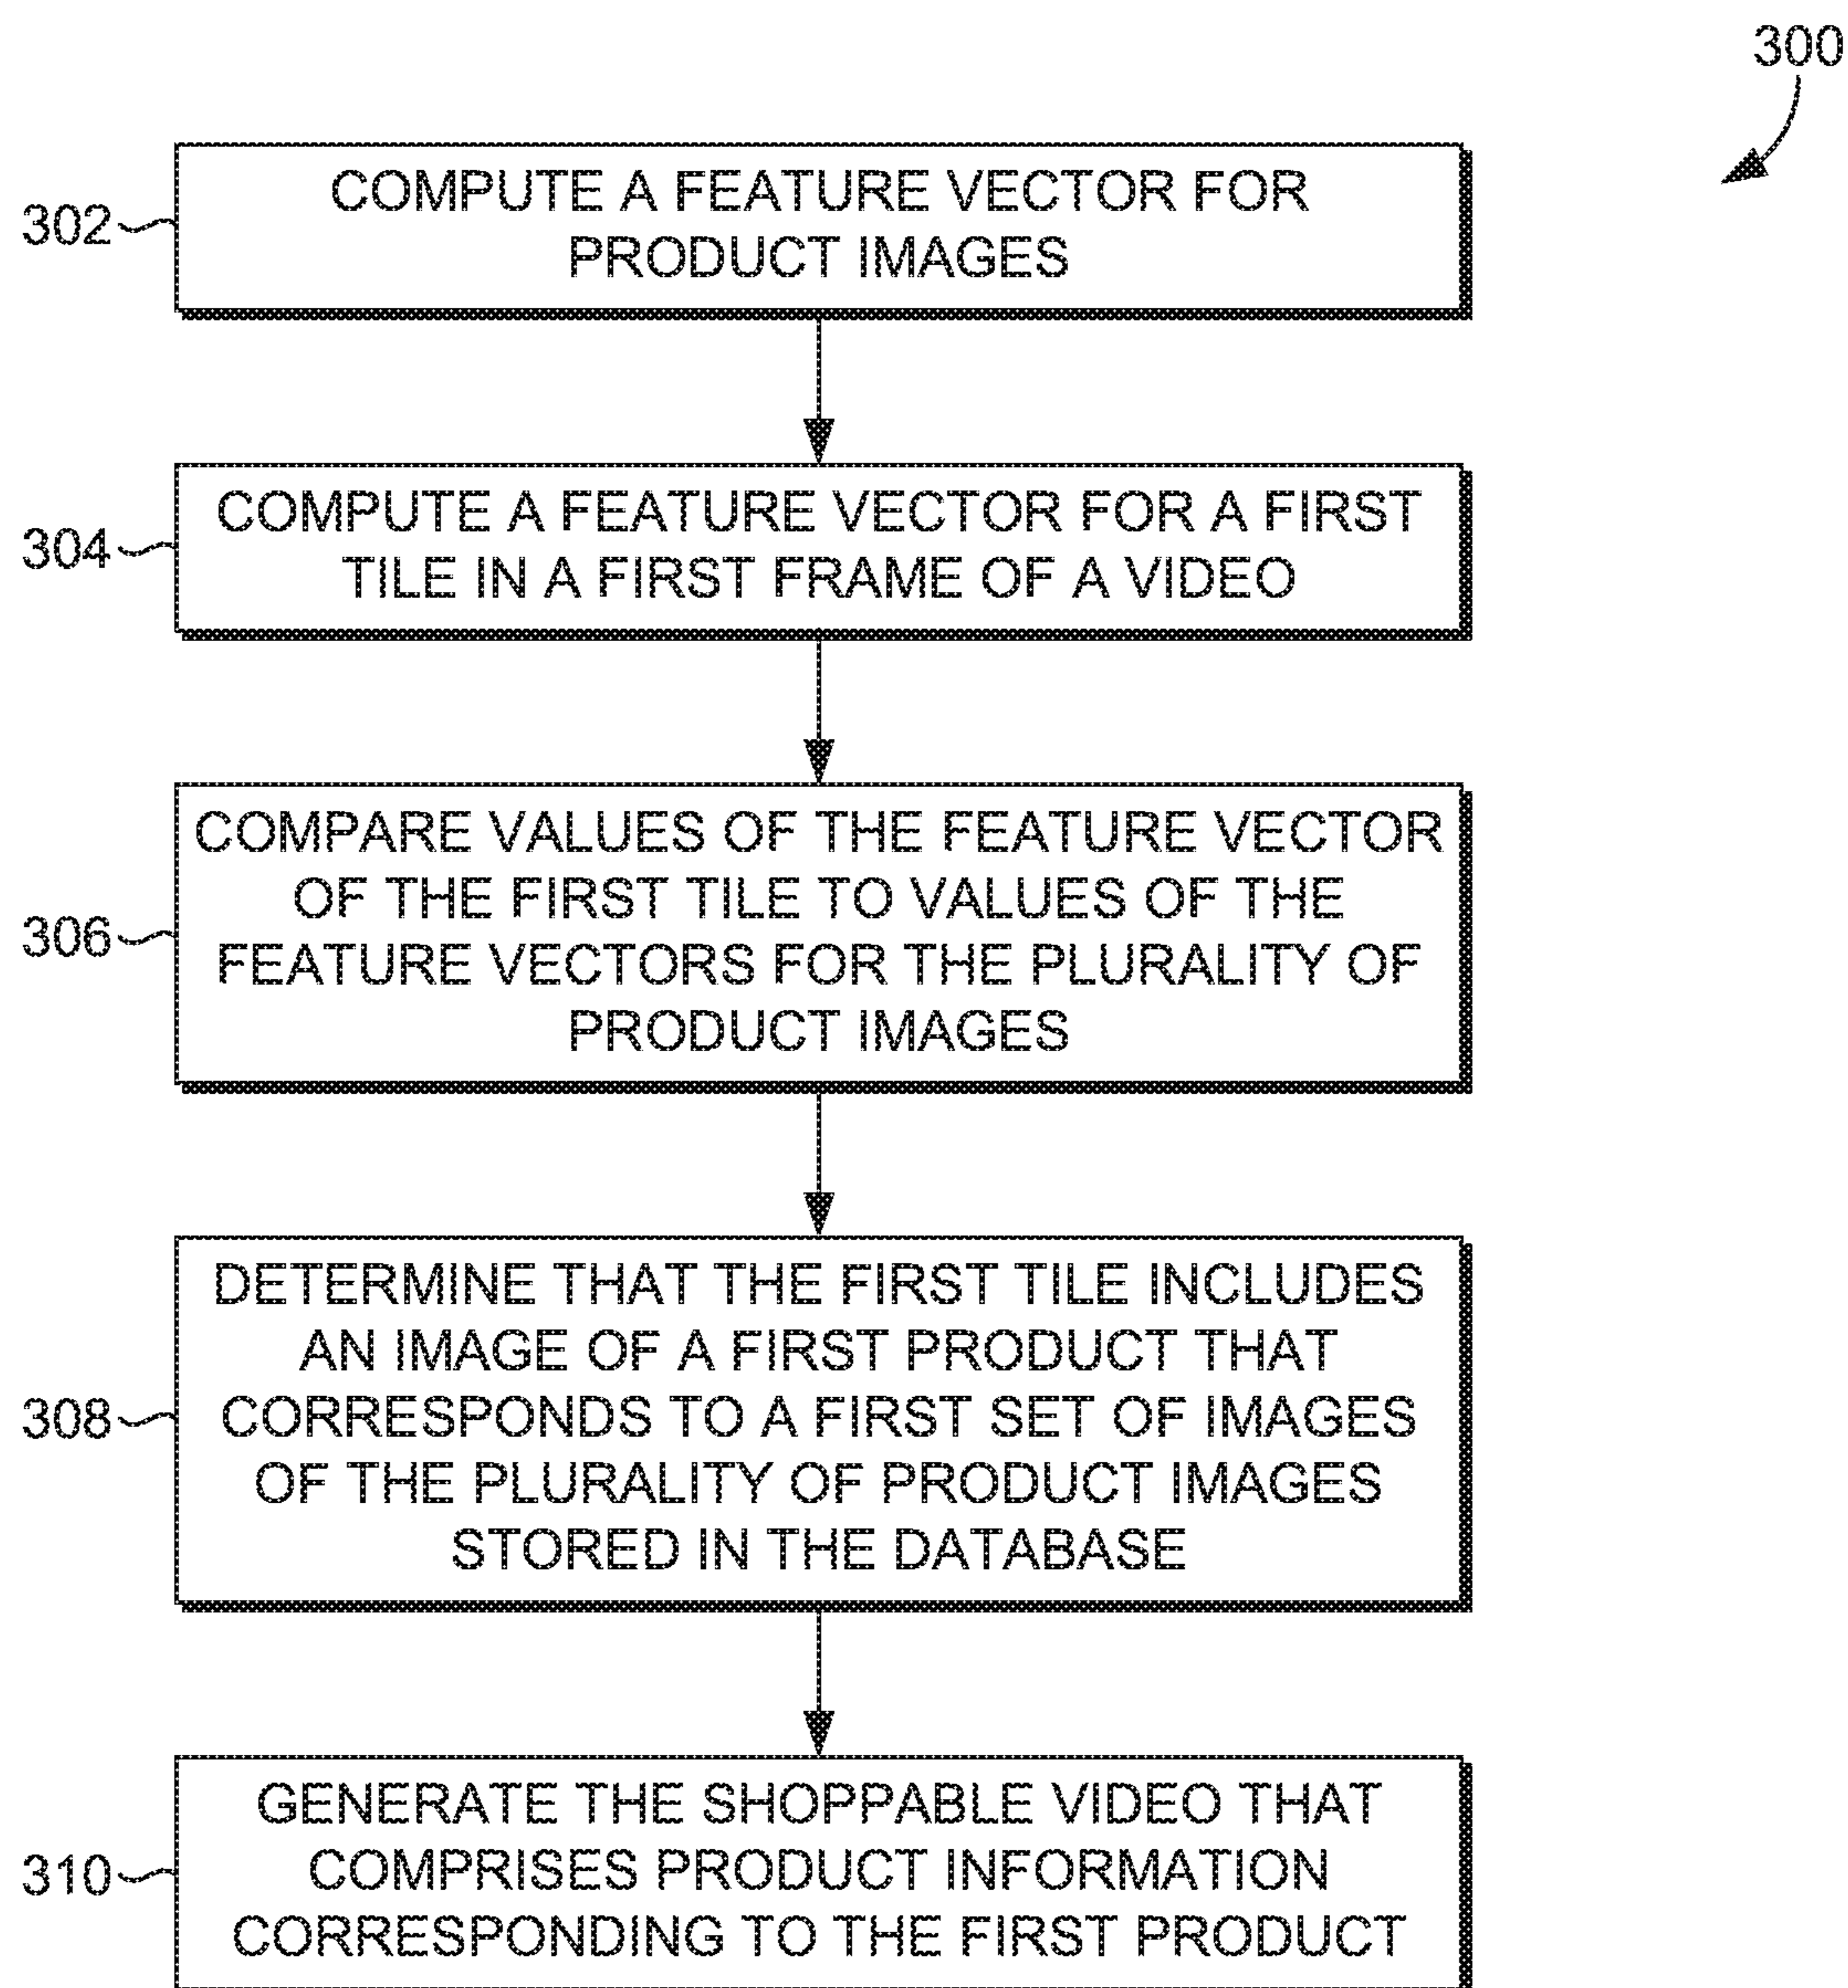 300
302
COMPUTE A FEATURE VECTOR FOR
PRODUCT IMAGES
304
COMPUTE A FEATURE VECTOR FOR A FIRST
TILE IN A FIRST FRAME OF A VIDEO
306
COMPARE VALUES OF THE FEATURE VECTOR
OF THE FIRST TILE TO VALUES OF THE
FEATURE VECTORS FOR THE PLURALITY OF
PRODUCT IMAGES
308
DETERMINE THAT THE FIRST TILE INCLUDES
AN IMAGE OF A FIRST PRODUCT THAT
CORRESPONDS TO A FIRST SET OF IMAGES
OF THE PLURALITY OF PRODUCT IMAGES
STORED IN THE DATABASE
310
GENERATE THE SHOPPABLE VIDEO THAT
COMPRISES PRODUCT INFORMATION
CORRESPONDING TO THE FIRST PRODUCT